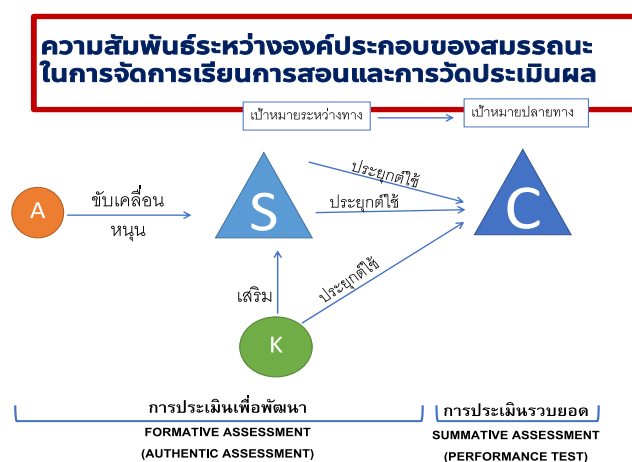 ความสัมพันธ์ระหว่างองค์ประกอบของสมรรถนะ
ในการจัดการเรียนการสอนและการวัดประเมินผล
เป้าหมายระหว่างทาง
เป้าหมายปลายทาง
A
ขับเคลื่อน
หนุน
S
ประยุกต์ใช้
ประยุกต์ใช้
C
เสริม
ประยุกต์ใช้
K
การประเมินเพื่อพัฒนา
FORMATIVE ASSESSMENT
(AUTHENTIC ASSESSMENT)
การประเมินรวบยอด
SUMMATIVE ASSESSMENT
(PERFORMANCE TEST)